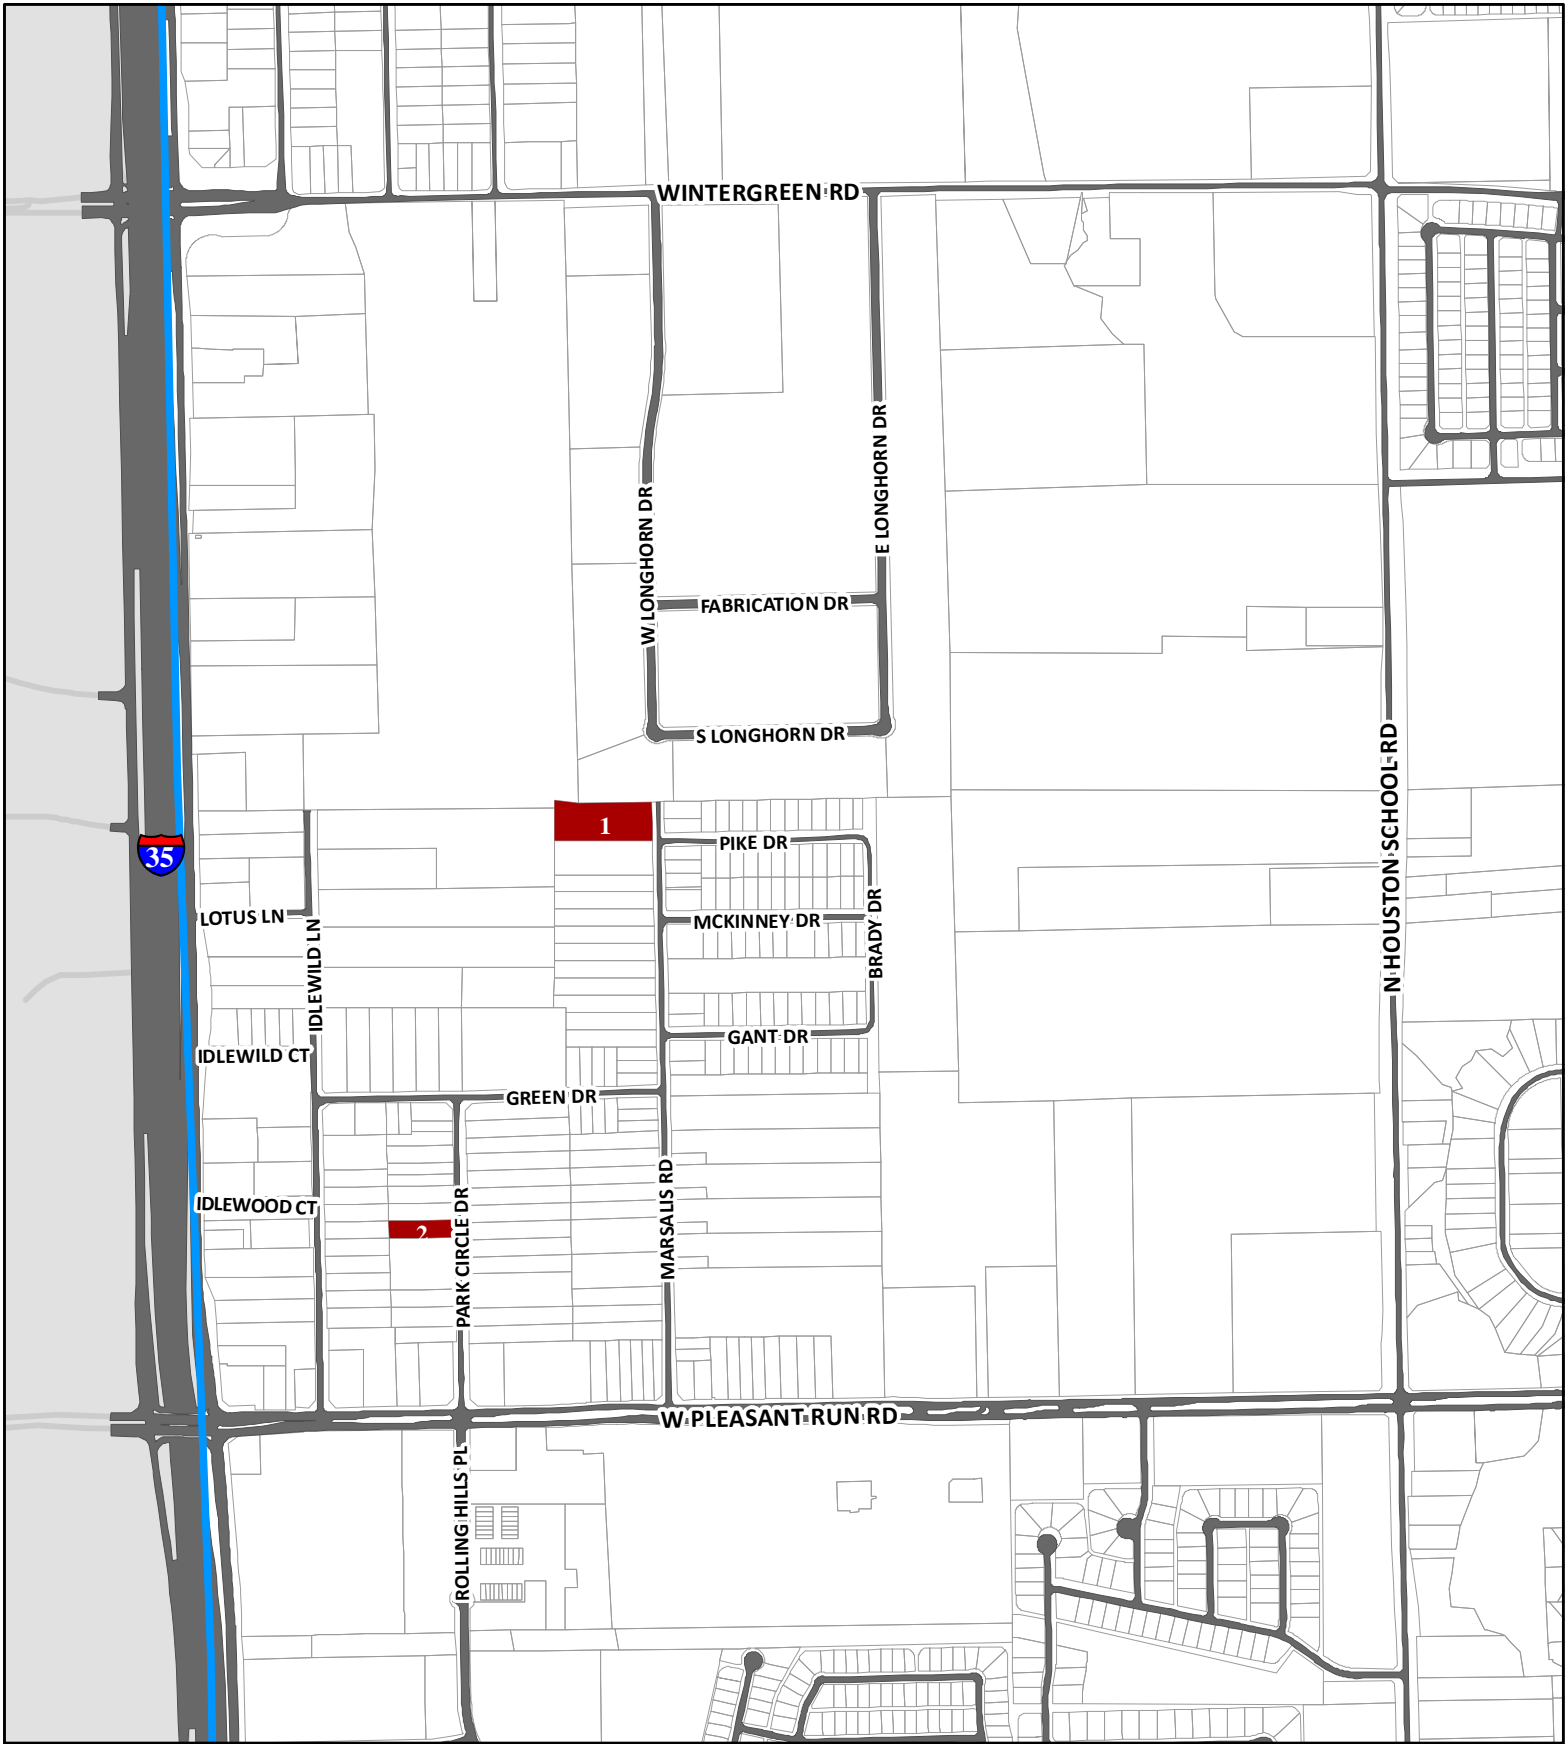 WINTERGREEN RD
E LONGHORN DR
W LONGHORN DR
FABRICATION DR
S LONGHORN DR
N HOUSTON SCHOOL RD
1
PIKE DR
35
LOTUS LN
MCKINNEY DR
BRADY DR
IDLEWILD LN
GANT DR
IDLEWILD CT
GREEN DR
IDLEWOOD CT
2
PARK CIRCLE DR
MARSALIS RD
W PLEASANT RUN RD
ROLLING HILLS PL